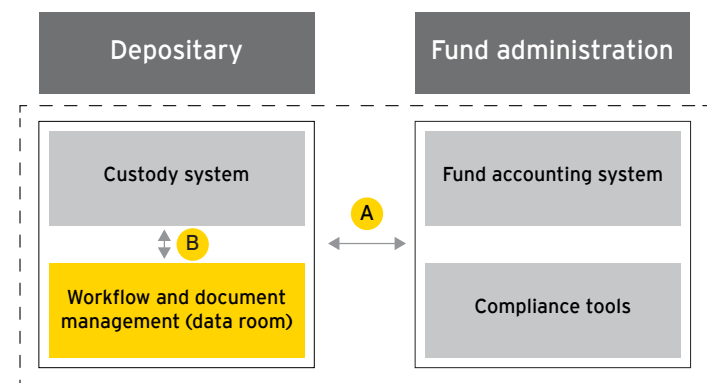 Depositary
Fund administration
Custody system
Fund accounting system
A
B
Workflow and document
management (data room)
Compliance tools